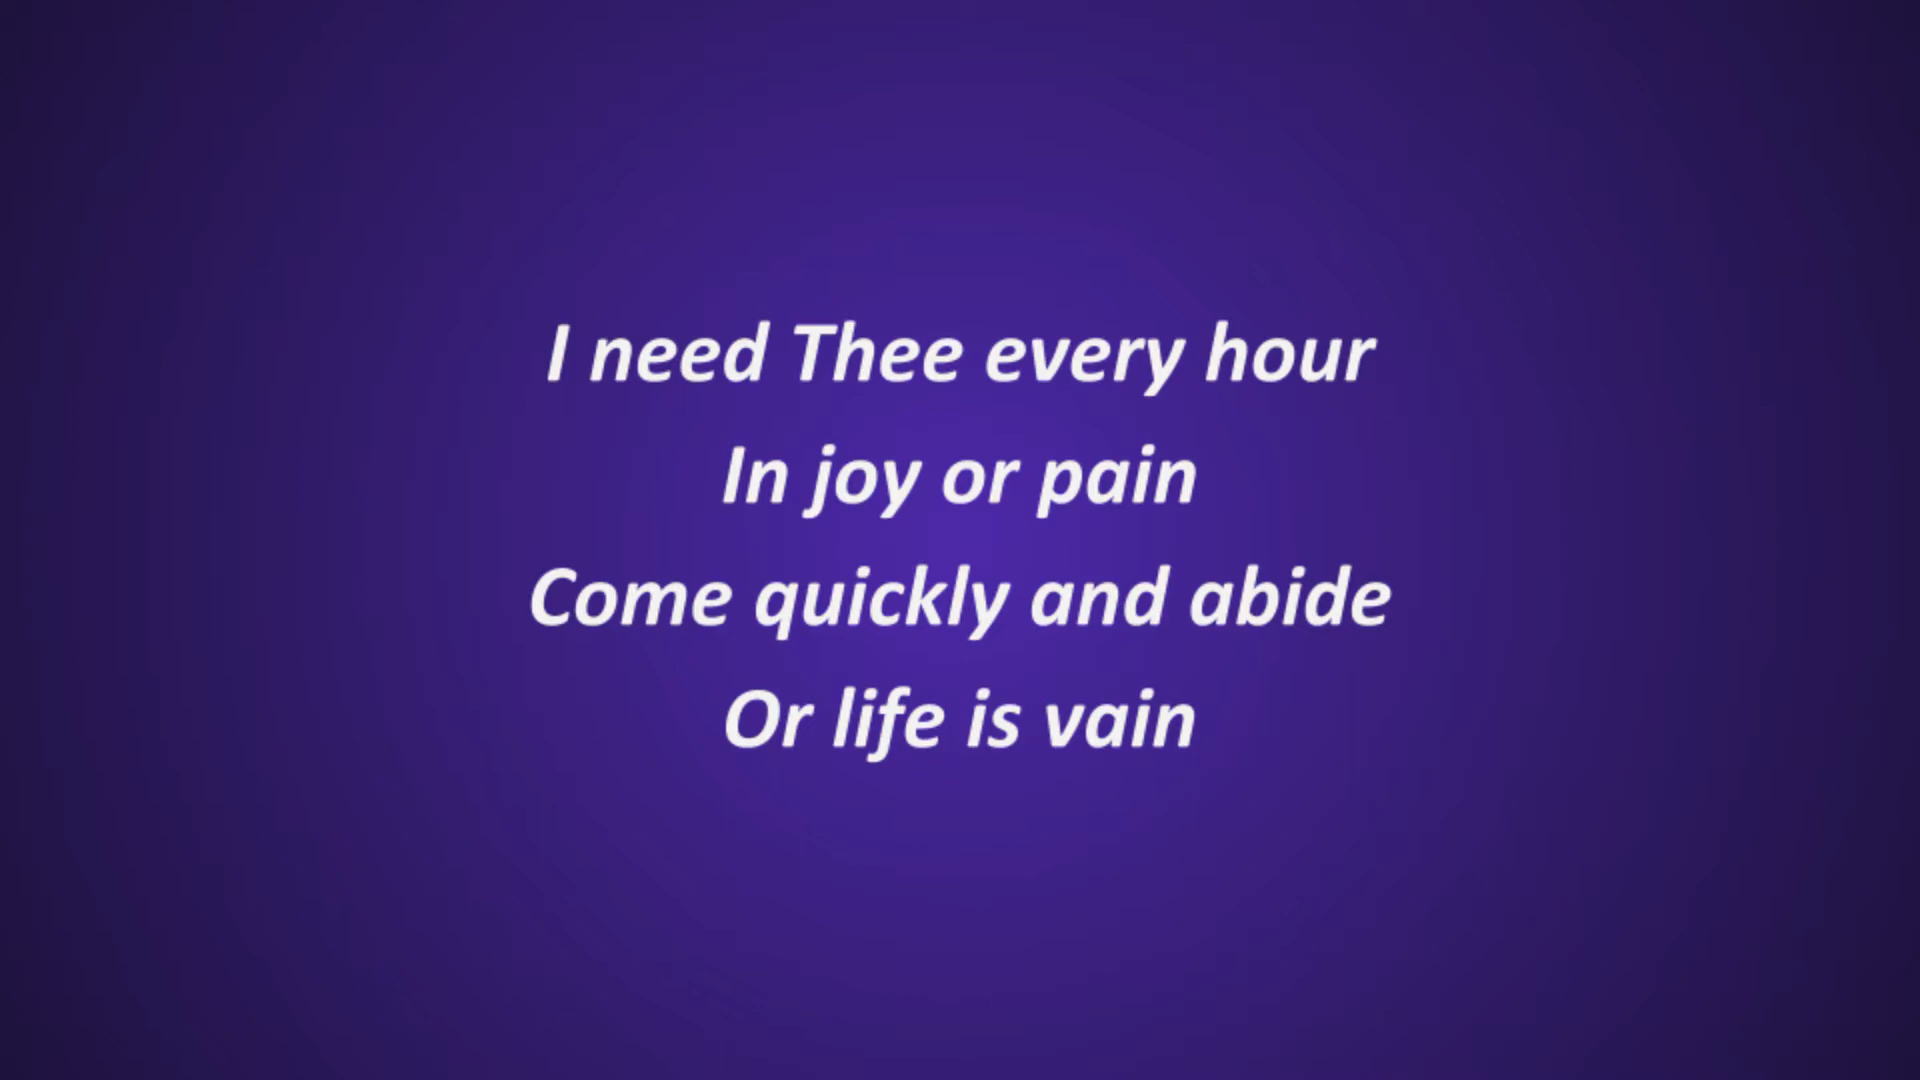 I need Thee every hour
In joy or pain
Come quickly and abide
Or life is vain